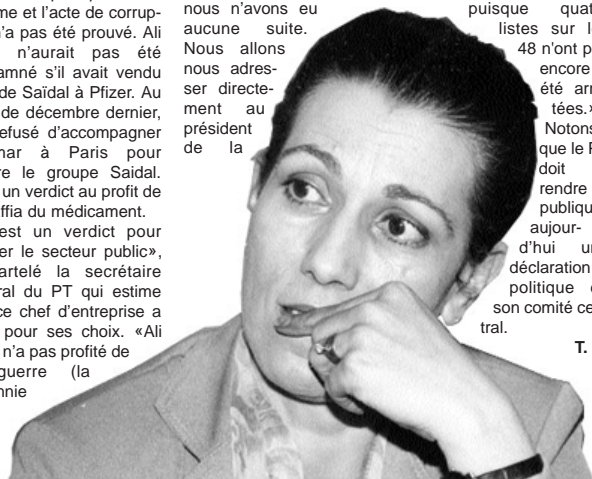 me et l'acte de corrup-
n'a pas été prouvé. Ali
n'aurait pas été
amné s'il avait vendu
de Saïdal à Pfizer. Au
de décembre dernier,
efusé d'accompagner
mar à Paris pour
re le groupe Saidal.
un verdict au profit de
ffia du médicament.
est un verdict pour
er le secteur public»,
artelé la secrétaire
ral du PT qui estime
ce chef d'entreprise a
pour ses choix. «Ali
n'a pas profité de
guerre (la
nnie
nous n'avons eu
aucune suite.
Nous allons
nous adres-
ser directe-
ment au
président
de la
puisque quat
listes sur l
48 n'ont p
encore
été arr
tées.»
Notons
que le P
doit
rendre
publique
aujour-
d'hui un
déclaration
politique d
son comité ce
tral.
T.